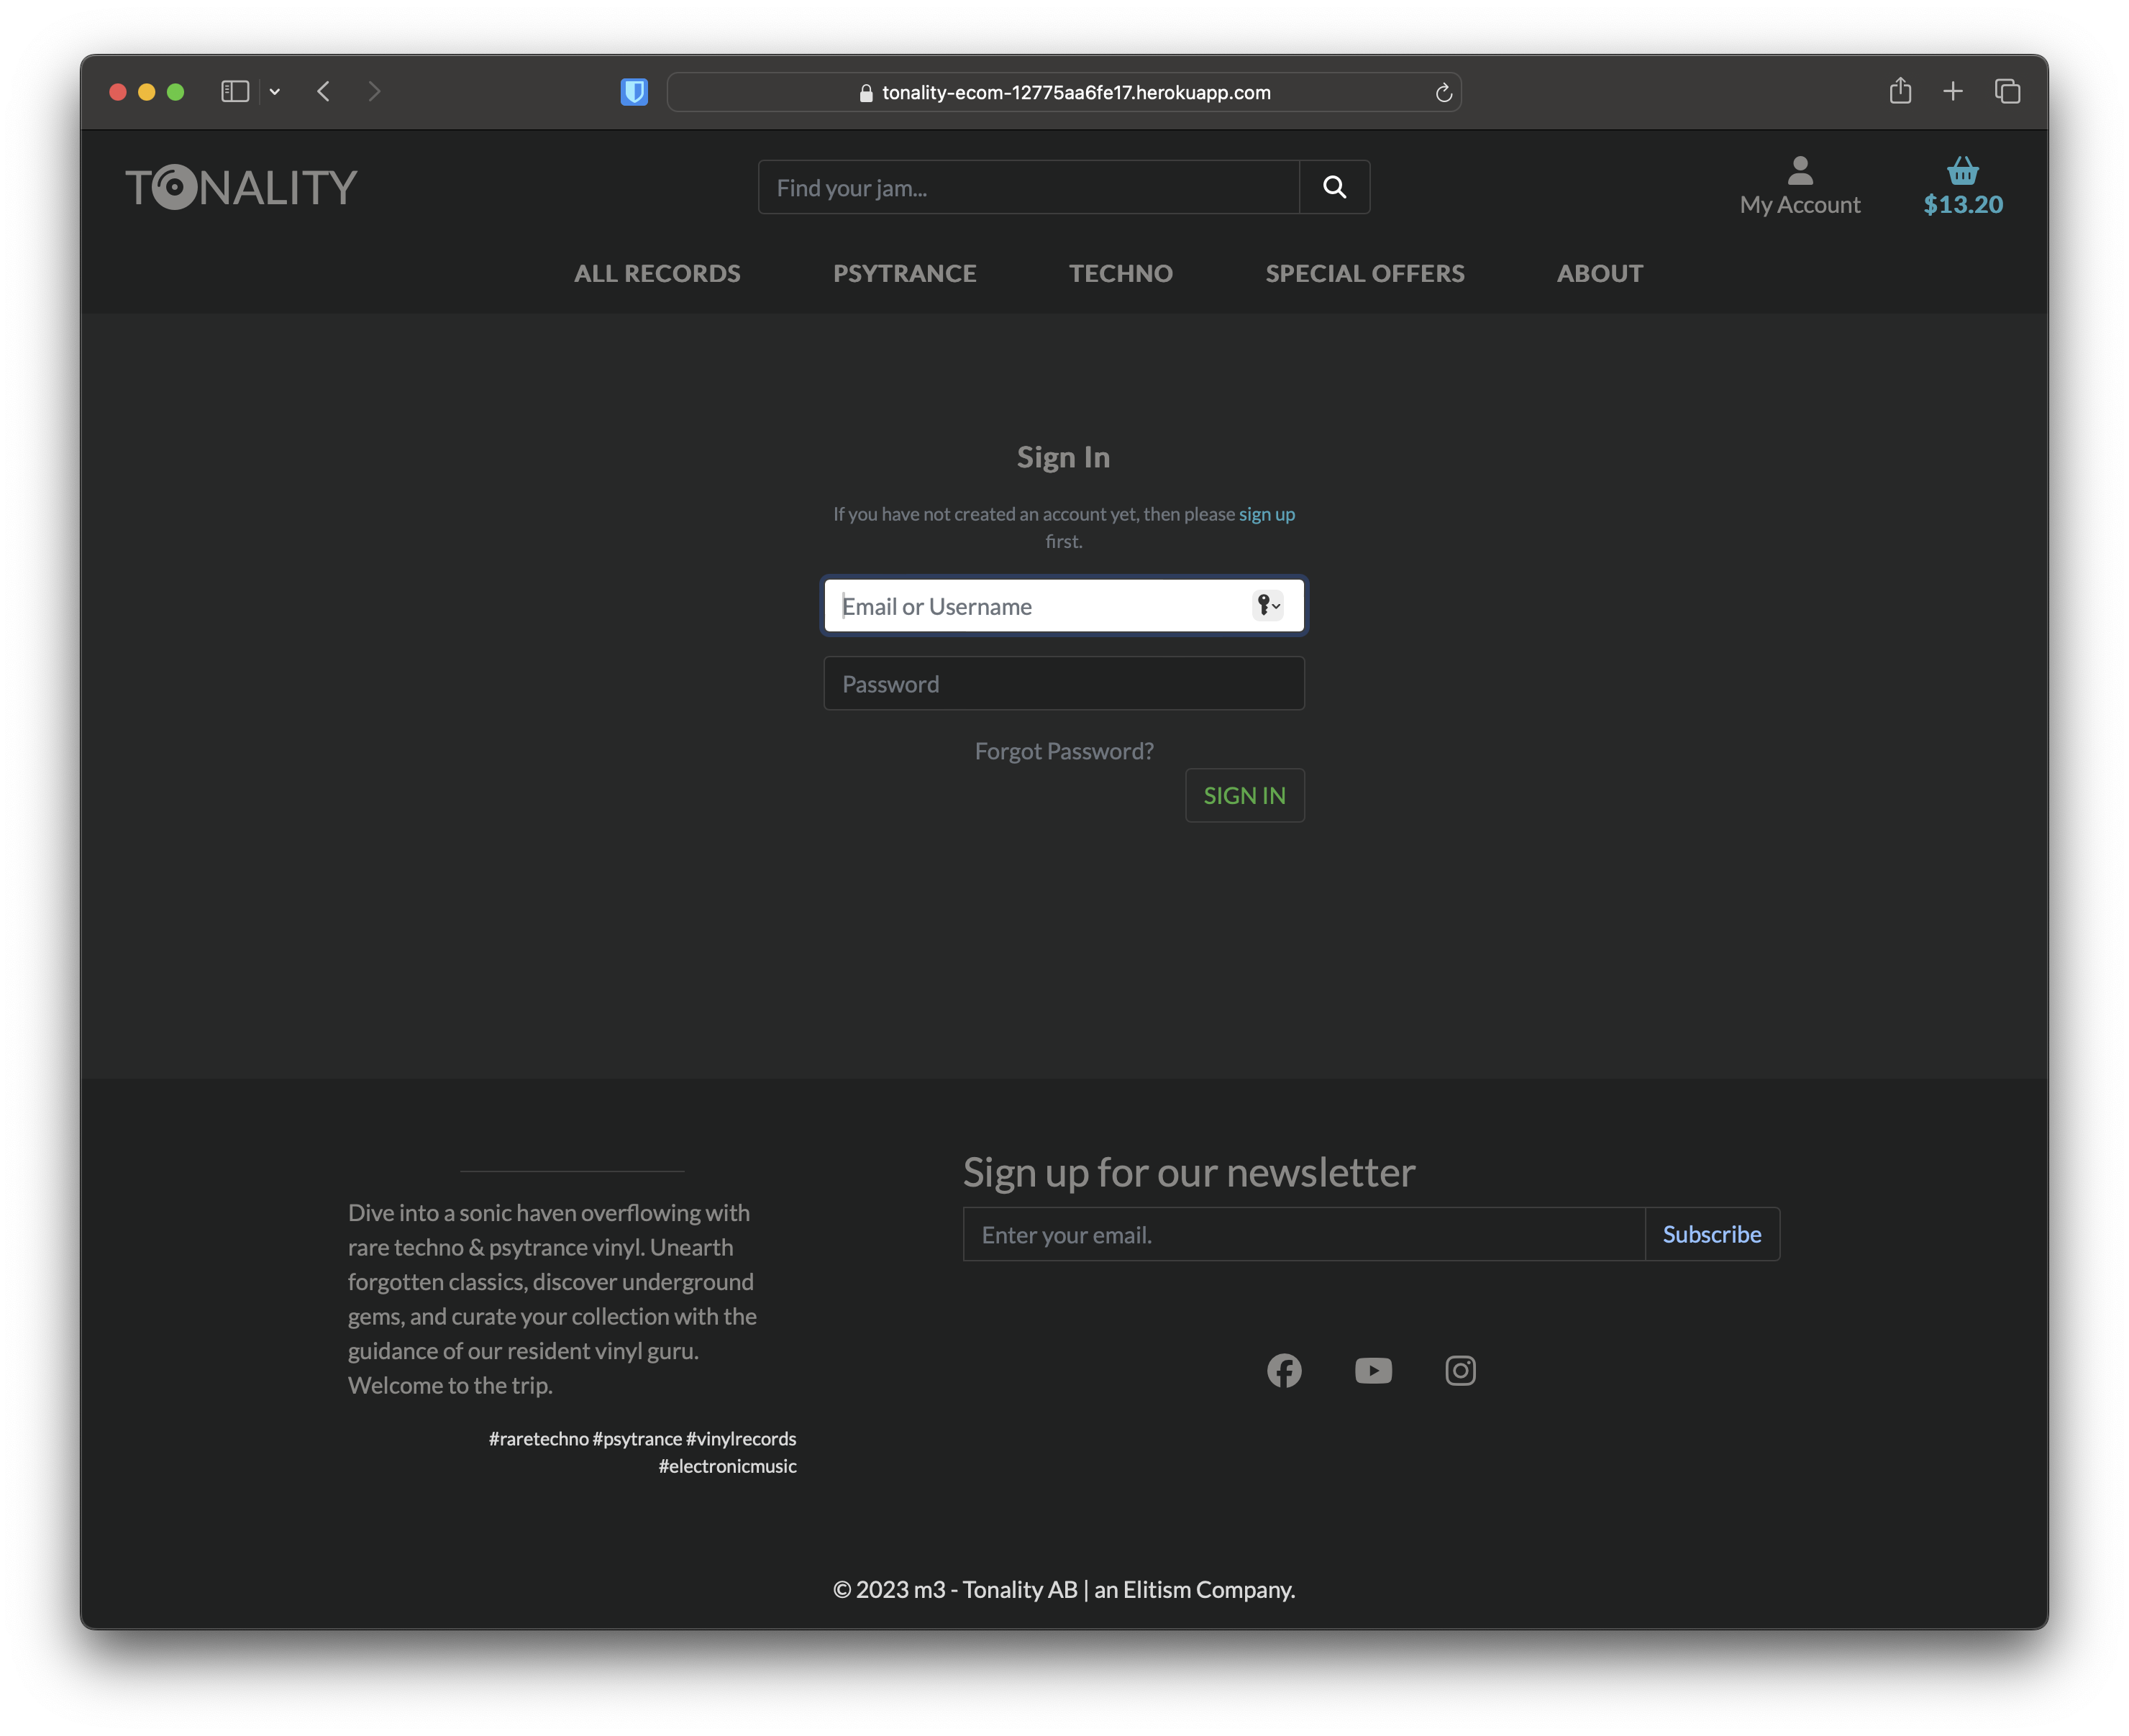 tonality-ecom-12775aa6fe17.herokuapp.com
TONALITY
Find your jam...
My Account
$13.20
ALL RECORDS PSYTRANCE TECHNO SPECIAL OFFERS ABOUT
Sign In
If you have not created an account yet, then please sign up
first.
Email or Username
Password
Forgot Password?
SIGN IN
Dive into a sonic haven overflowing with
rare techno & psytrance vinyl. Unearth
forgotten classics, discover underground
gems, and curate your collection with the
guidance of our resident vinyl guru.
Welcome to the trip.
#raretechno #psytrance #vinylrecords
#electronicmusic
Sign up for our newsletter
Enter your email.
Subscribe
© 2023 m3 - Tonality AB | an Elitism Company.